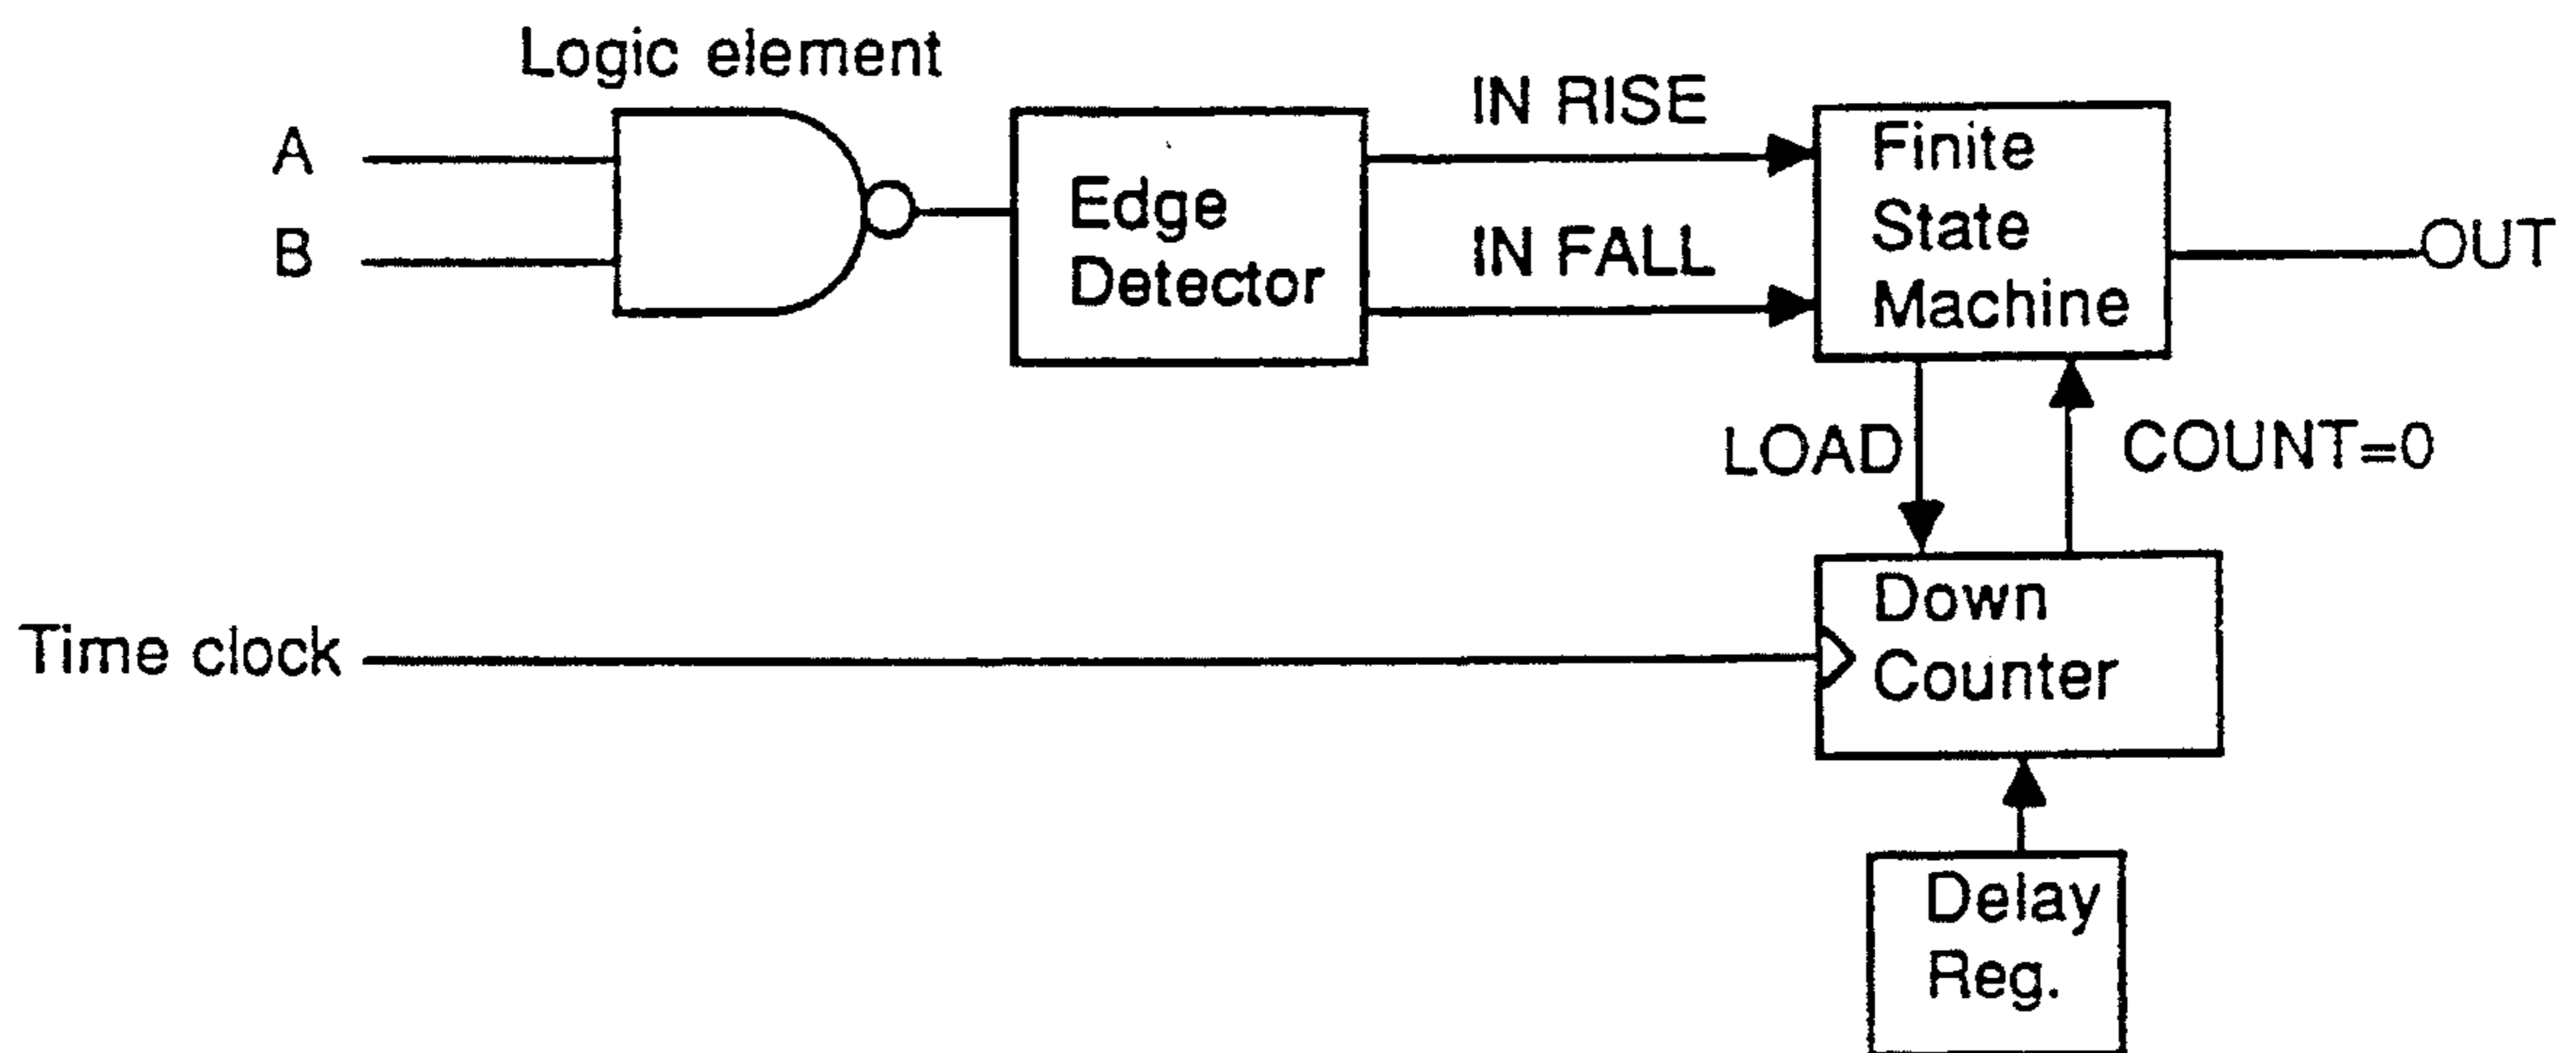 Logic element
A
B
Edge
Detector
IN RISE
IN FALL
Finite
State
Machine
OUT
LOAD
COUNT=0
Time clock
Down
Counter
Delay
Reg.